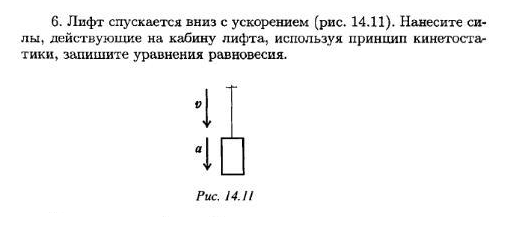 6. Лифт спускается вниз с ускорением (рис. 14.11). Нанесите си-
лы, действующие на кабину лифта, используя принцип кинетоста-
тики, запишите уравнения равновесия.
v
a
Рис. 14.11